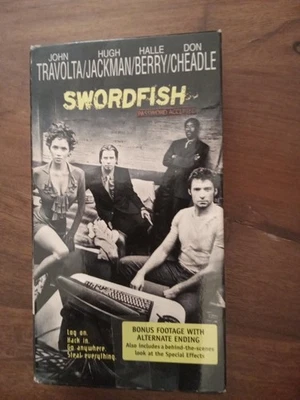 JOHN HUGH HALLE DON
TRAVOLTA/JACKMAN/BERRY/CHEADLE
SWORDFISH
Log on.
Hack in.
Go anywhere.
Steal everything.
BONUS FOOTAGE WITH
ALTERNATE ENDING
Also includes a behind-the-scenes
look at the Special Effects